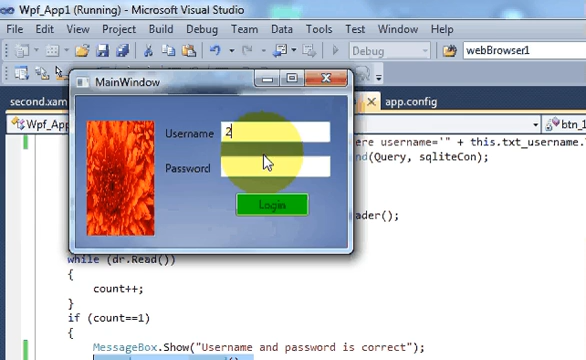 Wpf_App1 (Running) - Microsoft Visual Studio
File Edit View Project Build Debug Team Data Tools Test Window Help
Debug webBrowser1
MainWindow
second.xam app.config
Wpf_App1 btn_1
Username 2
Password
Login
ere username='" + this.txt_username.
nd(Query, sqliteCon);
ader();
while (dr.Read())
{
count++;
}
if (count==1)
{
MessageBox.Show("Username and password is correct");